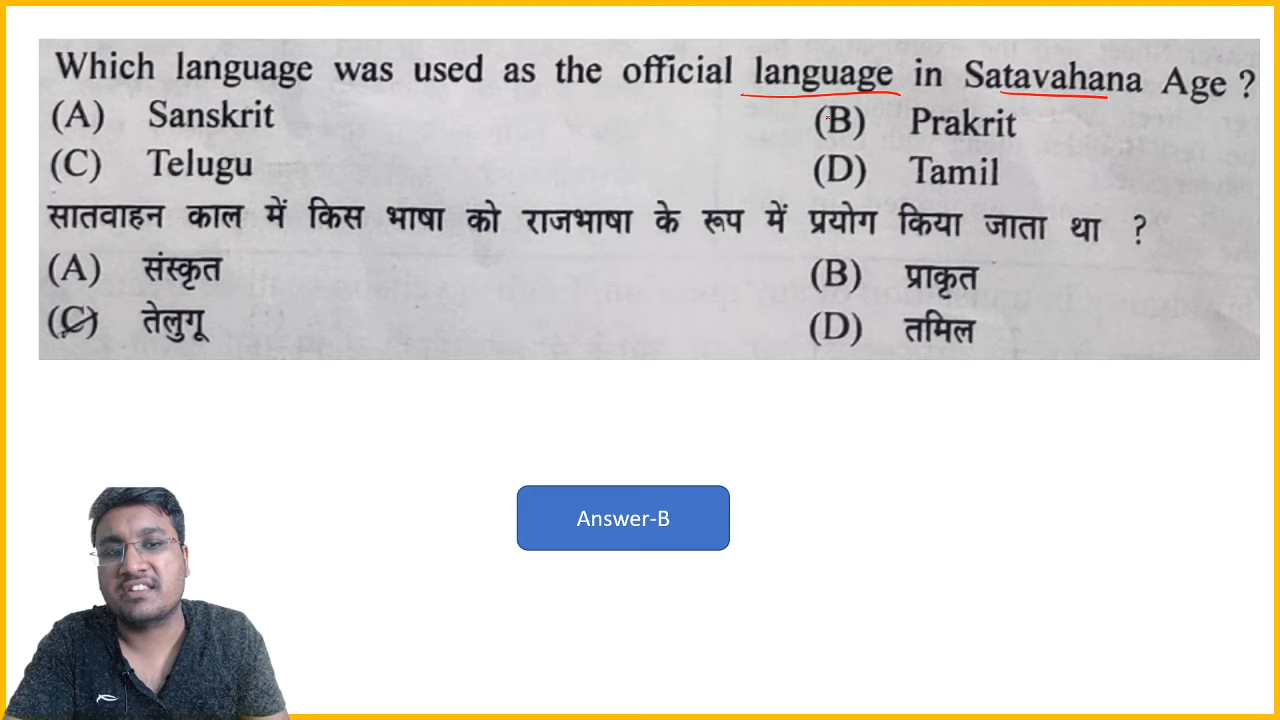 Which language was used as the official language in Satavahana Age ?
(A) Sanskrit (B) Prakrit
(C) Telugu (D) Tamil
सातवाहन काल में किस भाषा को राजभाषा के रूप में प्रयोग किया जाता था ?
(A) संस्कृत (B) प्राकृत
(C) तेलुगू (D) तमिल
Answer-B